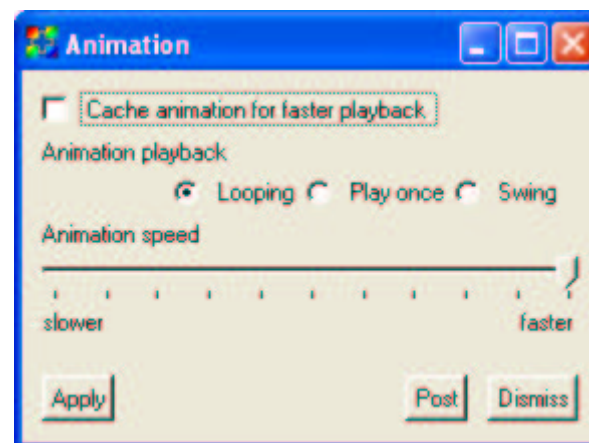 Animation
Cache animation for faster playback
Animation playback
Looping Play once Swing
Animation speed
slower faster
Apply Post Dismiss